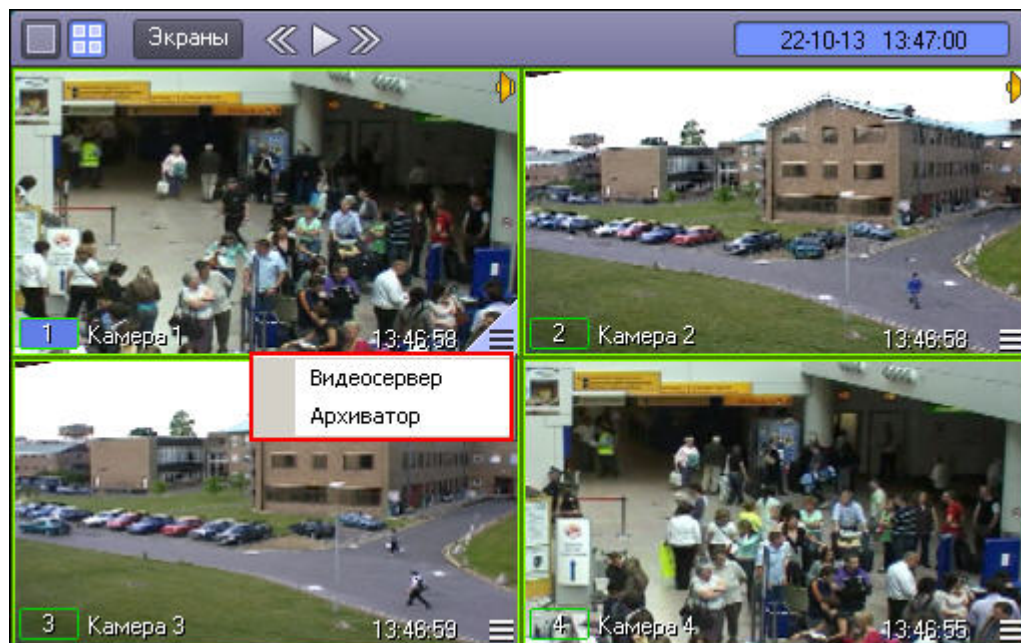 Экраны
22-10-13 13:47:00
1 Камера 1 13:46:58
2 Камера 2 13:46:58
Видеосервер
Архиватор
3 Камера 3 13:46:59
4 Камера 4 13:46:55